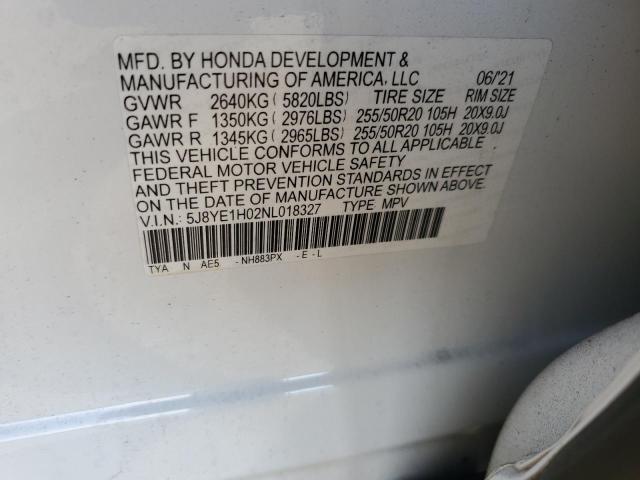 MFD. BY HONDA DEVELOPMENT &
MANUFACTURING OF AMERICA, LLC 06/21
GVWR 2640KG ( 5820LBS) TIRE SIZE RIM SIZE
GAWR F 1350KG ( 2976LBS) 255/50R20 105H 20X9.0J
GAWR R 1345KG ( 2965LBS) 255/50R20 105H 20X9.0J
THIS VEHICLE CONFORMS TO ALL APPLICABLE
FEDERAL MOTOR VEHICLE SAFETY
AND THEFT PREVENTION STANDARDS IN EFFECT
ON THE DATE OF MANUFACTURE SHOWN ABOVE.
V.I.N.: 5J8YE1H02NL018327 TYPE: MPV
TYA N AE5 - NH883PX - E - L